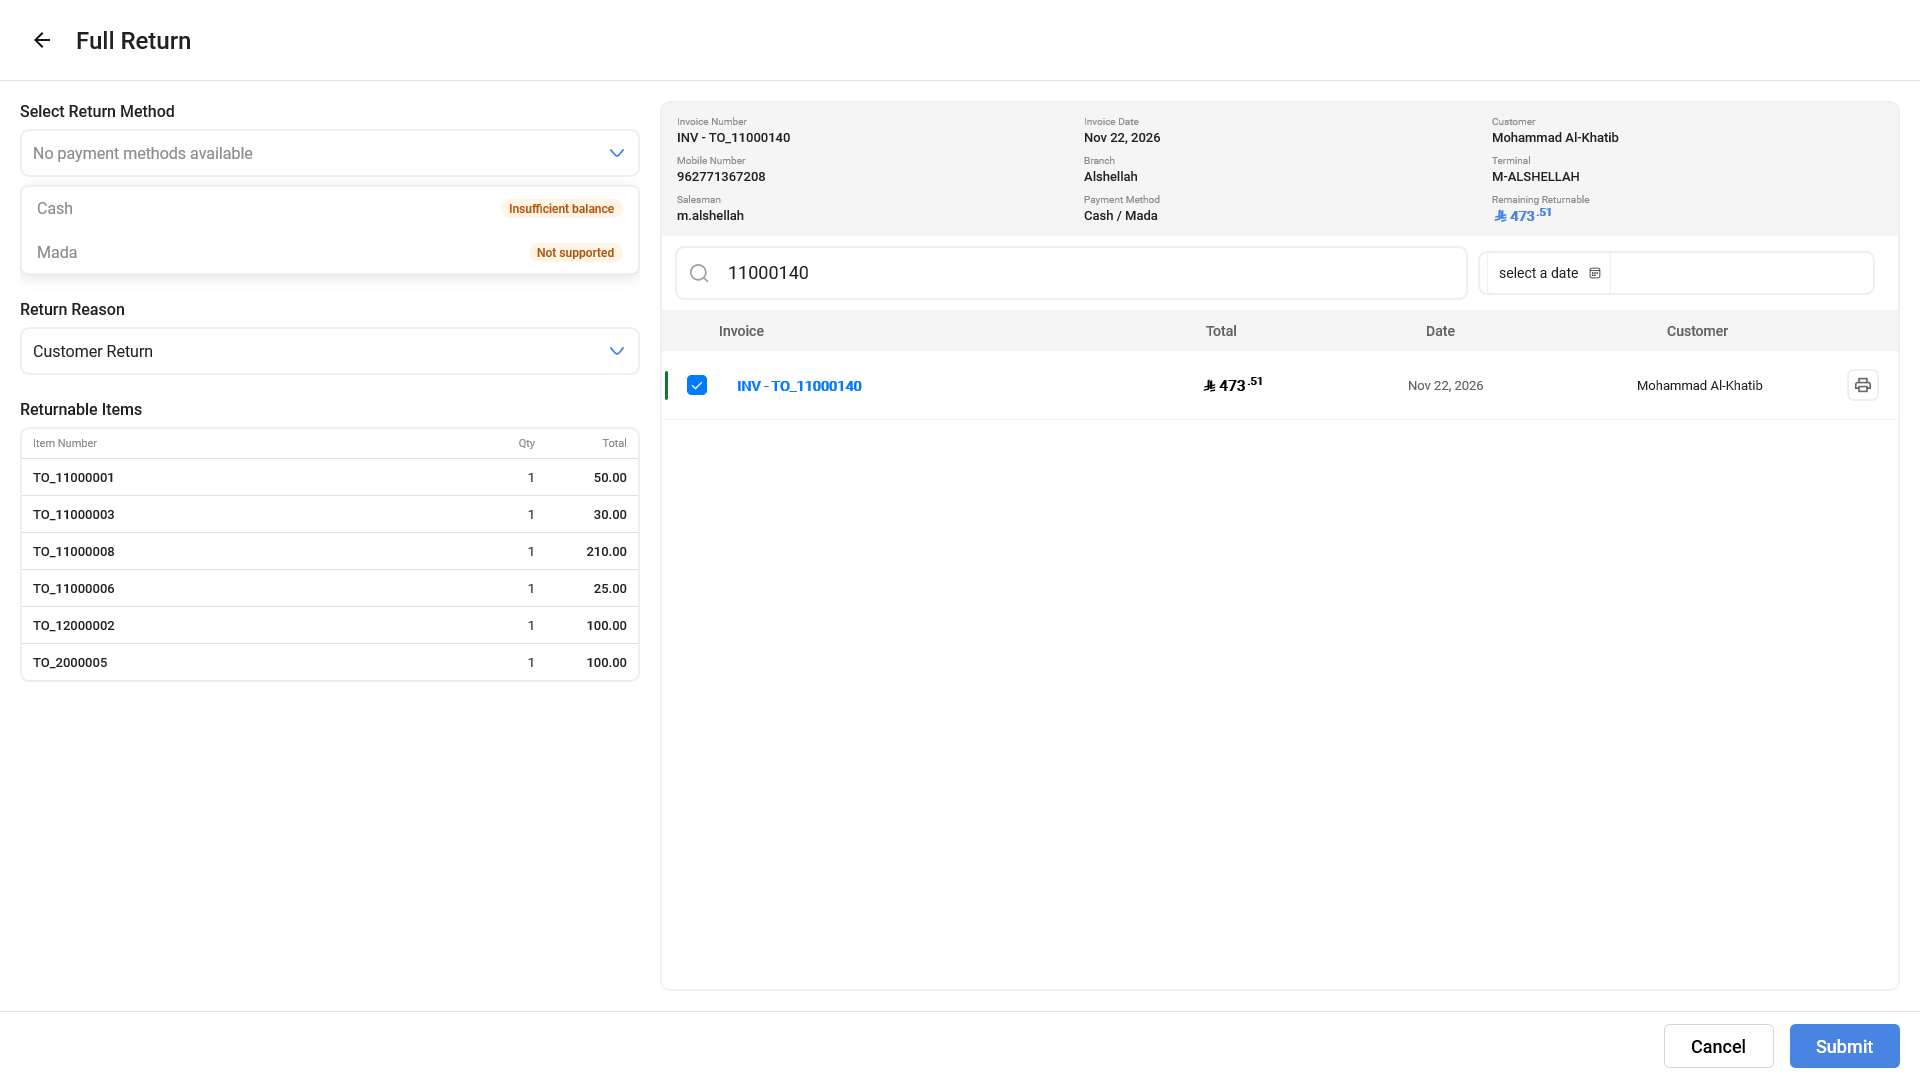 Full Return
Select Return Method
No payment methods available
Cash Insufficient balance
Mada Not supported
Return Reason
Customer Return
Returnable Items
Item Number Qty Total
TO_11000001 1 50.00
TO_11000003 1 30.00
TO_11000008 1 210.00
TO_11000006 1 25.00
TO_12000002 1 100.00
TO_2000005 1 100.00
Invoice Number Invoice Date Customer
INV - TO_11000140 Nov 22, 2026 Mohammad Al-Khatib
Mobile Number Branch Terminal
962771367208 Alshellah M-ALSHELLAH
Salesman Payment Method Remaining Returnable
m.alshellah Cash / Mada 473.51
11000140 select a date
Invoice Total Date Customer
INV - TO_11000140 473.51 Nov 22, 2026 Mohammad Al-Khatib
Cancel Submit